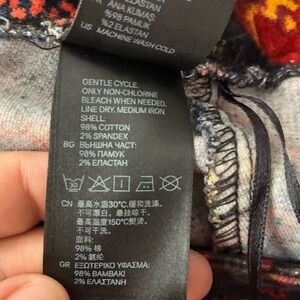 ELASTAN
ANA KUMAŞ:
%98 PAMUK
%2 ELASTAN
US MACHINE WASH COLD
GENTLE CYCLE.
ONLY NON-CHLORINE
BLEACH WHEN NEEDED.
LINE DRY, MEDIUM IRON.
SHELL:
98% COTTON
2% SPANDEX
BG ВЪНШНА ЧАСТ:
98% ПАМУК
2% ЕЛАСТАН
30
CN 最高水温30℃,缓和洗涤,
不可漂白,悬挂晾干,
最高温度150℃熨烫,
不可干洗。
面料:
98% 棉
2% 氨纶
GR ΕΞΩΤΕΡΙΚΟ ΥΦΑΣΜΑ:
98% ΒΑΜΒΑΚΙ
2% ΕΛΑΣΤΑΝΗ